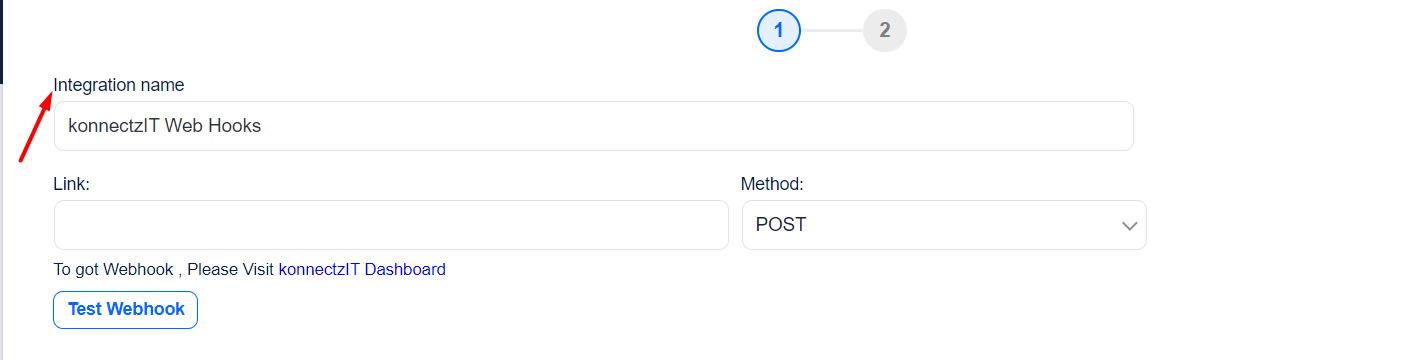 1 2
Integration name
konnectzIT Web Hooks
Link: Method:
POST
To got Webhook , Please Visit konnectzIT Dashboard
Test Webhook